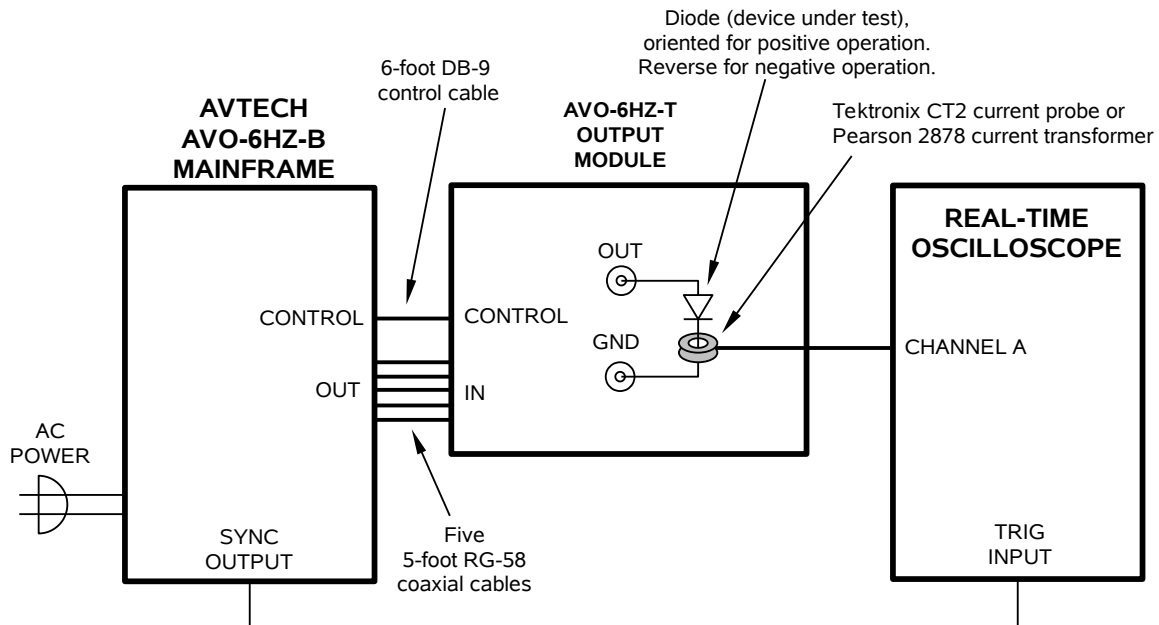 Diode (device under test),
oriented for positive operation.
Reverse for negative operation.
6-foot DB-9
control cable
AVTECH
AVO-6HZ-B
MAINFRAME
AVO-6HZ-T
OUTPUT
MODULE
Tektronix CT2 current probe or
Pearson 2878 current transformer
REAL-TIME
OSCILLOSCOPE
OUT
CONTROL
CONTROL
GND
CHANNEL A
OUT
IN
AC
POWER
SYNC
OUTPUT
Five
5-foot RG-58
coaxial cables
TRIG
INPUT